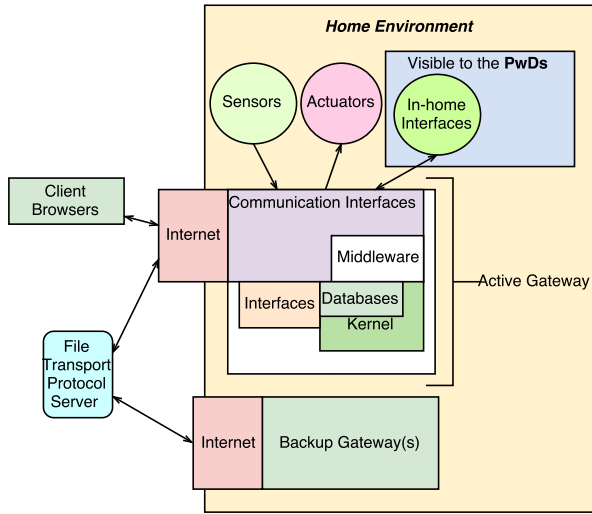 Home Environment
Visible to the PwDs
Sensors
Actuators
In-home
Interfaces
Client
Browsers
Communication Interfaces
Internet
Middleware
Interfaces
Databases
Kernel
Active Gateway
File
Transport
Protocol
Server
Internet
Backup Gateway(s)